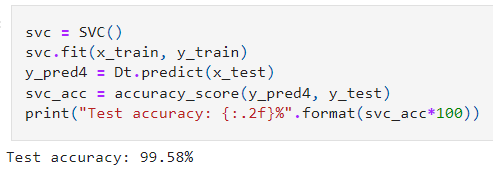 svc = SVC()
svc.fit(x_train, y_train)
y_pred4 = Dt.predict(x_test)
svc_acc = accuracy_score(y_pred4, y_test)
print("Test accuracy: {:.2f}%".format(svc_acc*100))
Test accuracy: 99.58%